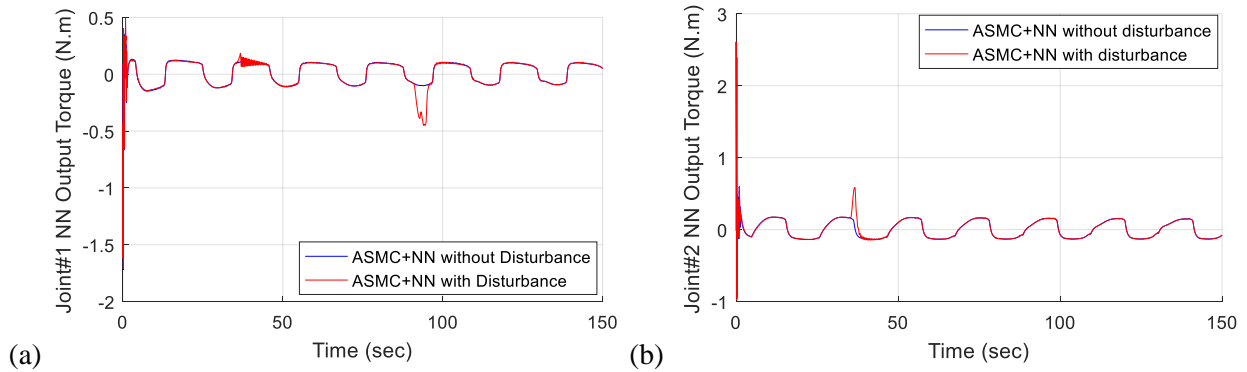 Joint#1 NN Output Torque (N.m)
0.5
0
-0.5
-1
-1.5
-2
ASMC+NN without Disturbance
ASMC+NN with Disturbance
0 50 100 150
Time (sec)
(a)
Joint#2 NN Output Torque (N.m)
3
2
1
0
-1
ASMC+NN without disturbance
ASMC+NN with disturbance
0 50 100 150
Time (sec)
(b)